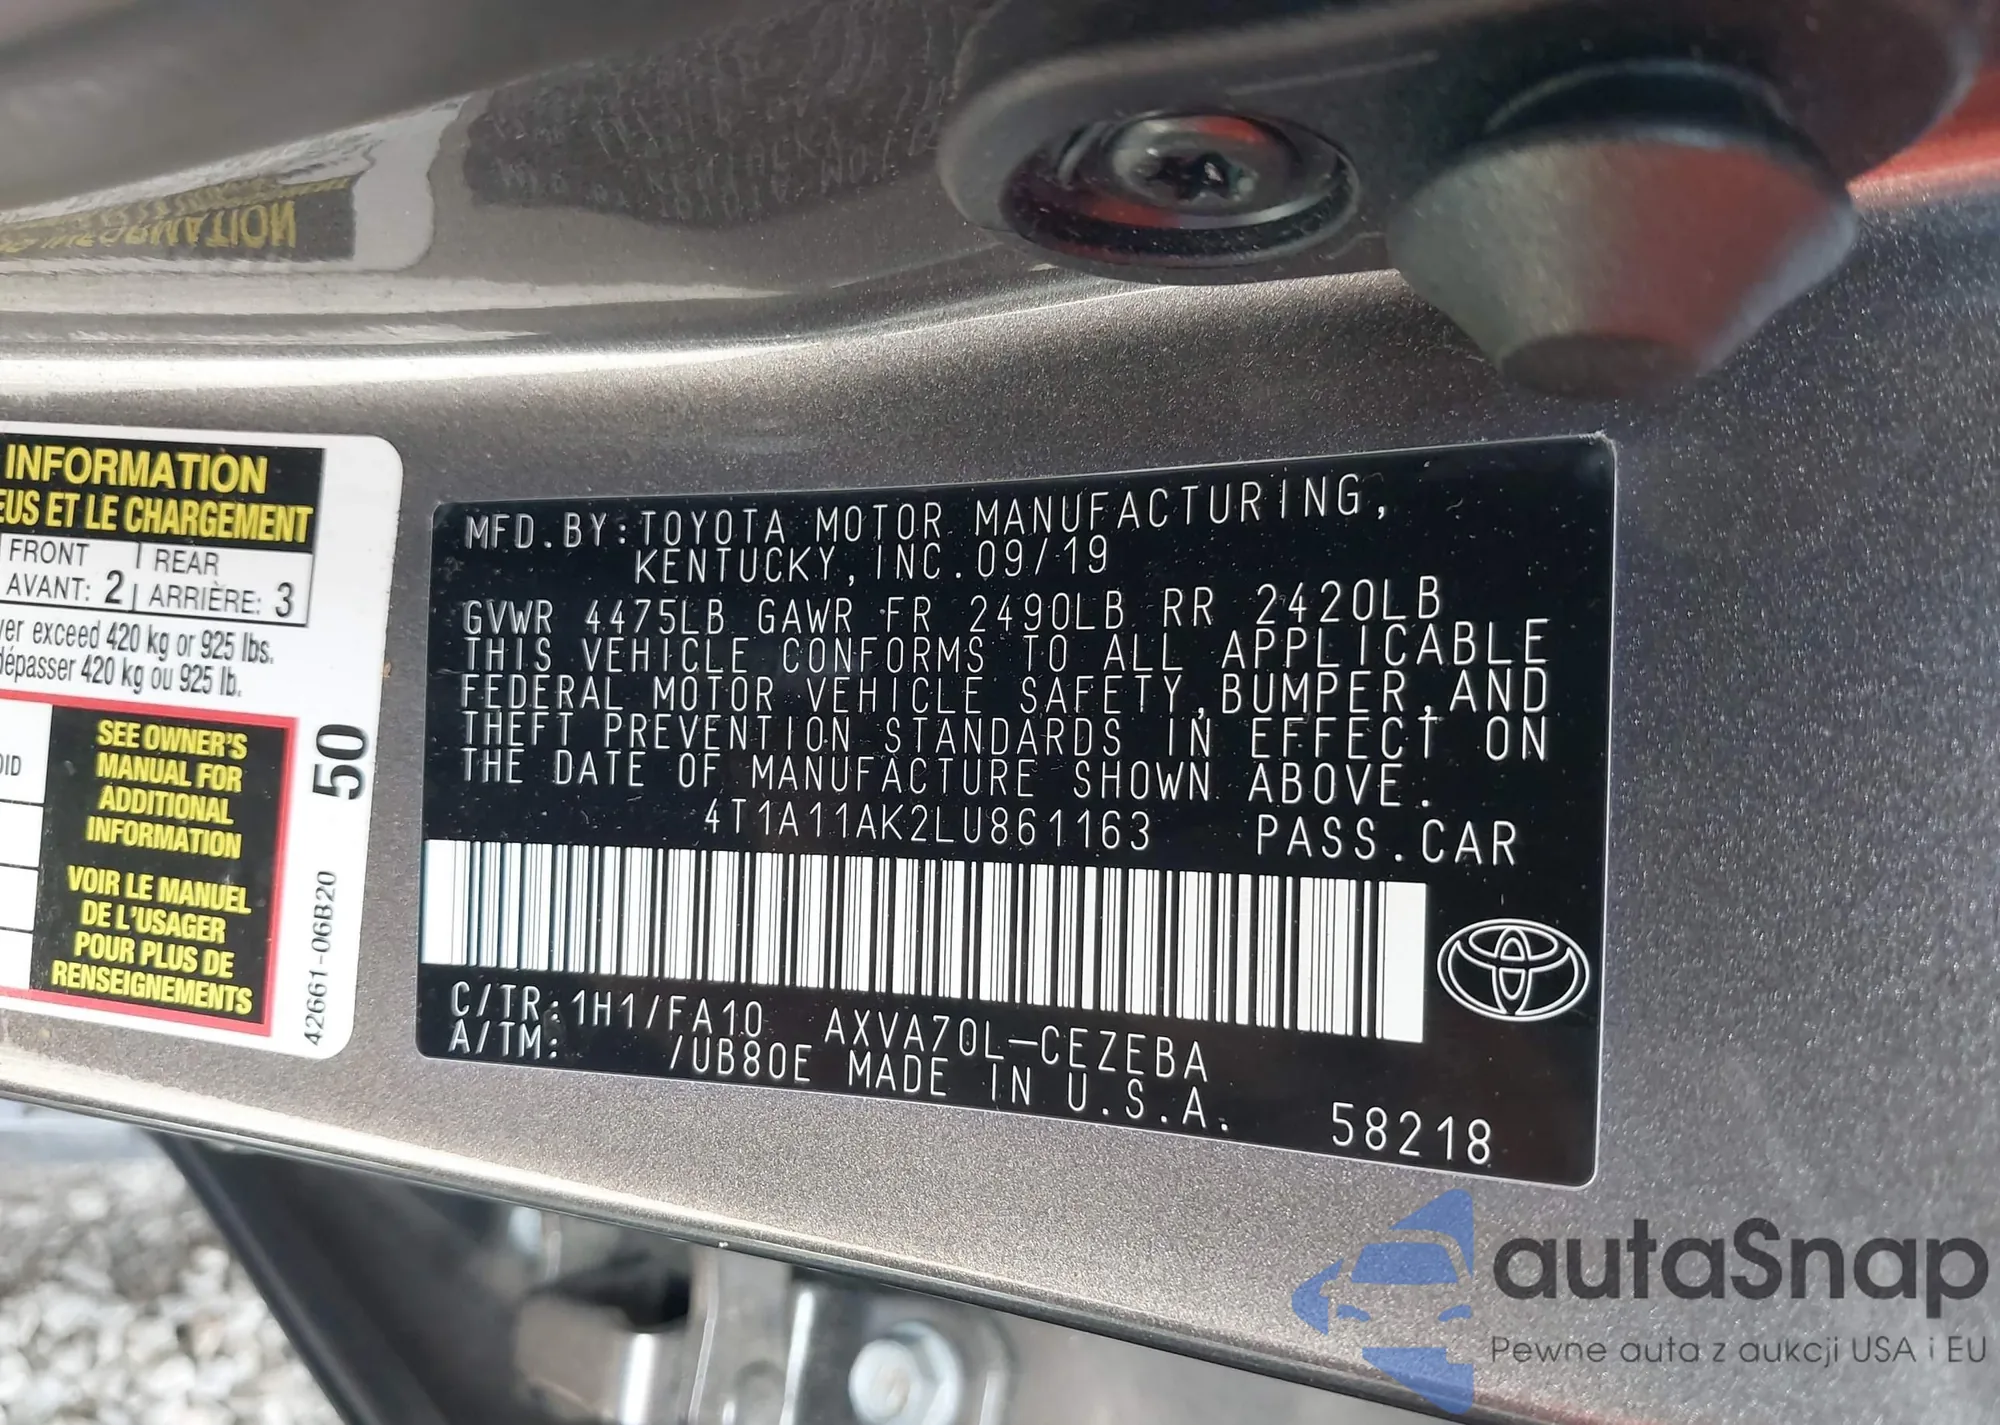 INFORMATION
EUS ET LE CHARGEMENT
FRONT | REAR
AVANT: 2 | ARRIÈRE: 3
ver exceed 420 kg or 925 lbs.
dépasser 420 kg ou 925 lb.
OID
SEE OWNER'S
MANUAL FOR
ADDITIONAL
INFORMATION
VOIR LE MANUEL
DE L'USAGER
POUR PLUS DE
RENSEIGNEMENTS
50
42661-06B20
MFD.BY:TOYOTA MOTOR MANUFACTURING,
KENTUCKY,INC.09/19
GVWR 4475LB GAWR FR 2490LB RR 2420LB
THIS VEHICLE CONFORMS TO ALL APPLICABLE
FEDERAL MOTOR VEHICLE SAFETY,BUMPER,AND
THEFT PREVENTION STANDARDS IN EFFECT ON
THE DATE OF MANUFACTURE SHOWN ABOVE.
4T1A11AK2LU861163 PASS.CAR
C/TR:1H1/FA10 AXVA70L-CEZEBA
A/TM: /UB80E MADE IN U.S.A.
58218
autaSnap
Pewne auta z aukcji USA i EU